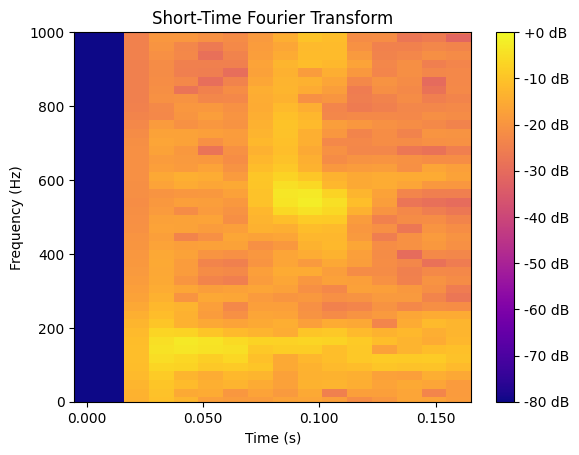 Short-Time Fourier Transform
Frequency (Hz)
1000
800
600
400
200
0
0.000
0.050
0.100
0.150
Time (s)
+0 dB
-10 dB
-20 dB
-30 dB
-40 dB
-50 dB
-60 dB
-70 dB
-80 dB